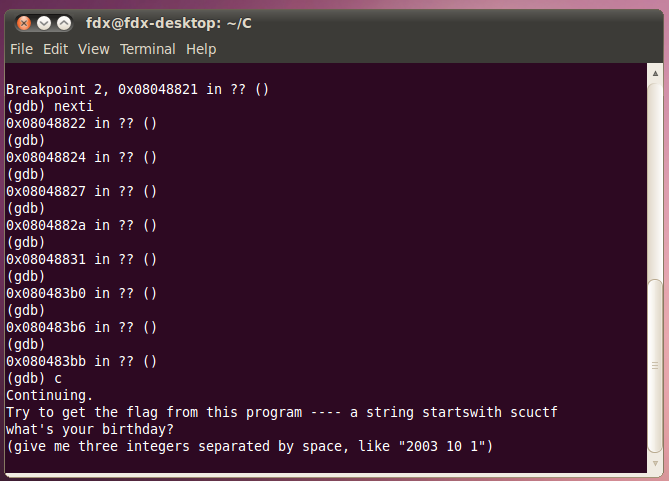 fdx@fdx-desktop: ~/C
File Edit View Terminal Help
Breakpoint 2, 0x08048821 in ?? ()
(gdb) nexti
0x08048822 in ?? ()
(gdb)
0x08048824 in ?? ()
(gdb)
0x08048827 in ?? ()
(gdb)
0x0804882a in ?? ()
(gdb)
0x08048831 in ?? ()
(gdb)
0x080483b0 in ?? ()
(gdb)
0x080483b6 in ?? ()
(gdb)
0x080483bb in ?? ()
(gdb) c
Continuing.
Try to get the flag from this program ---- a string startswith scuctf
what's your birthday?
(give me three integers separated by space, like "2003 10 1")